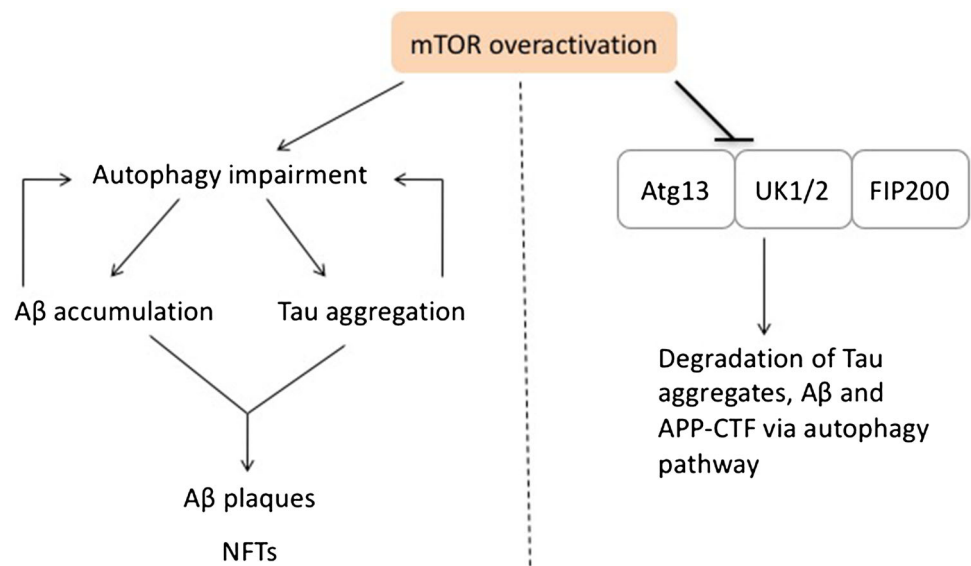 mTOR overactivation
Autophagy impairment
Aβ accumulation
Tau aggregation
Aβ plaques
NFTs
Atg13
UK1/2
FIP200
Degradation of Tau
aggregates, Aβ and
APP-CTF via autophagy
pathway